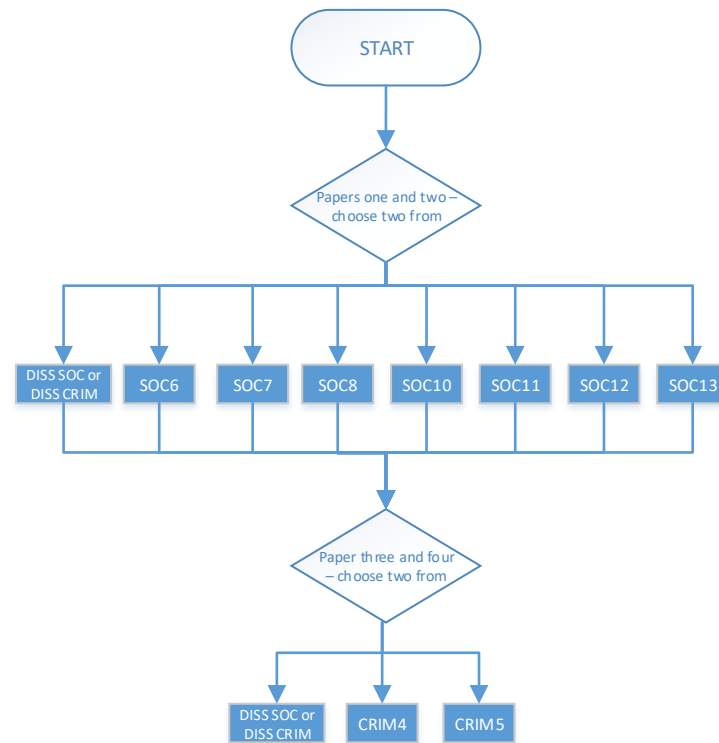 START
Papers one and two –
choose two from
DISS SOC or
DISS CRIM
SOC6
SOC7
SOC8
SOC10
SOC11
SOC12
SOC13
Paper three and four
– choose two from
DISS SOC or
DISS CRIM
CRIM4
CRIM5